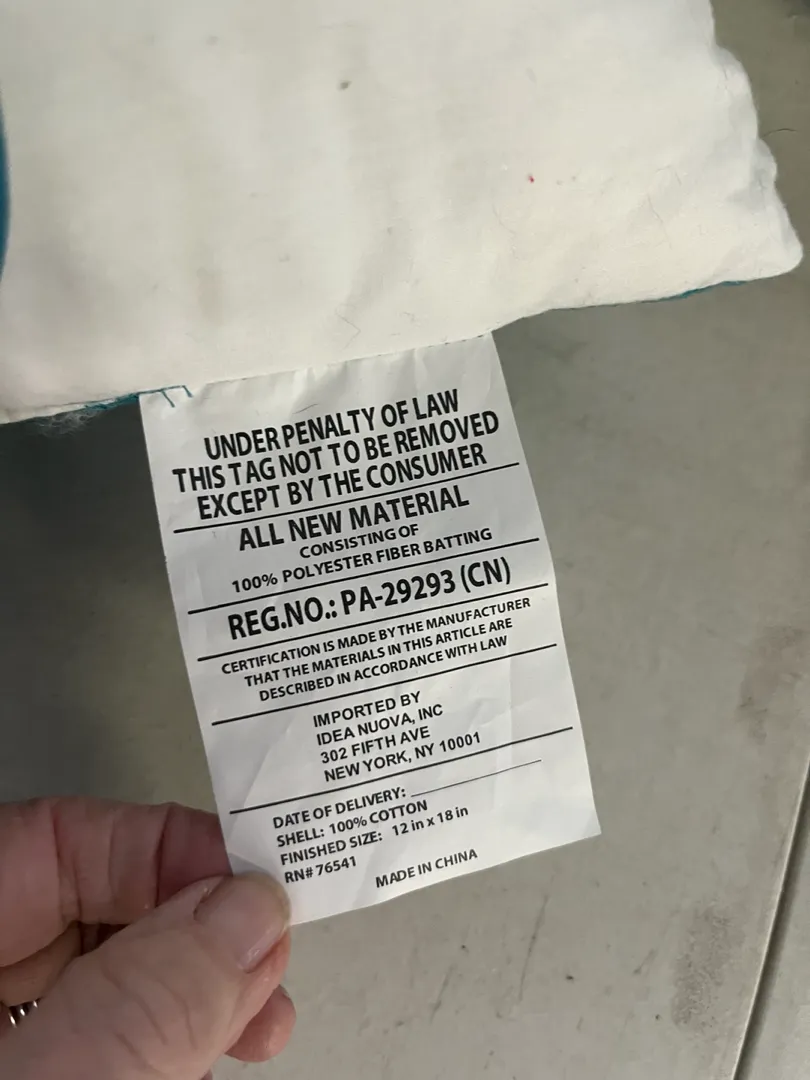 UNDER PENALTY OF LAW
THIS TAG NOT TO BE REMOVED
EXCEPT BY THE CONSUMER
ALL NEW MATERIAL
CONSISTING OF
100% POLYESTER FIBER BATTING
REG.NO.: PA-29293 (CN)
CERTIFICATION IS MADE BY THE MANUFACTURER
THAT THE MATERIALS IN THIS ARTICLE ARE
DESCRIBED IN ACCORDANCE WITH LAW
IMPORTED BY
IDEA NUOVA, INC
302 FIFTH AVE
NEW YORK, NY 10001
DATE OF DELIVERY:
SHELL: 100% COTTON
FINISHED SIZE: 12 in x 18 in
RN# 76541
MADE IN CHINA